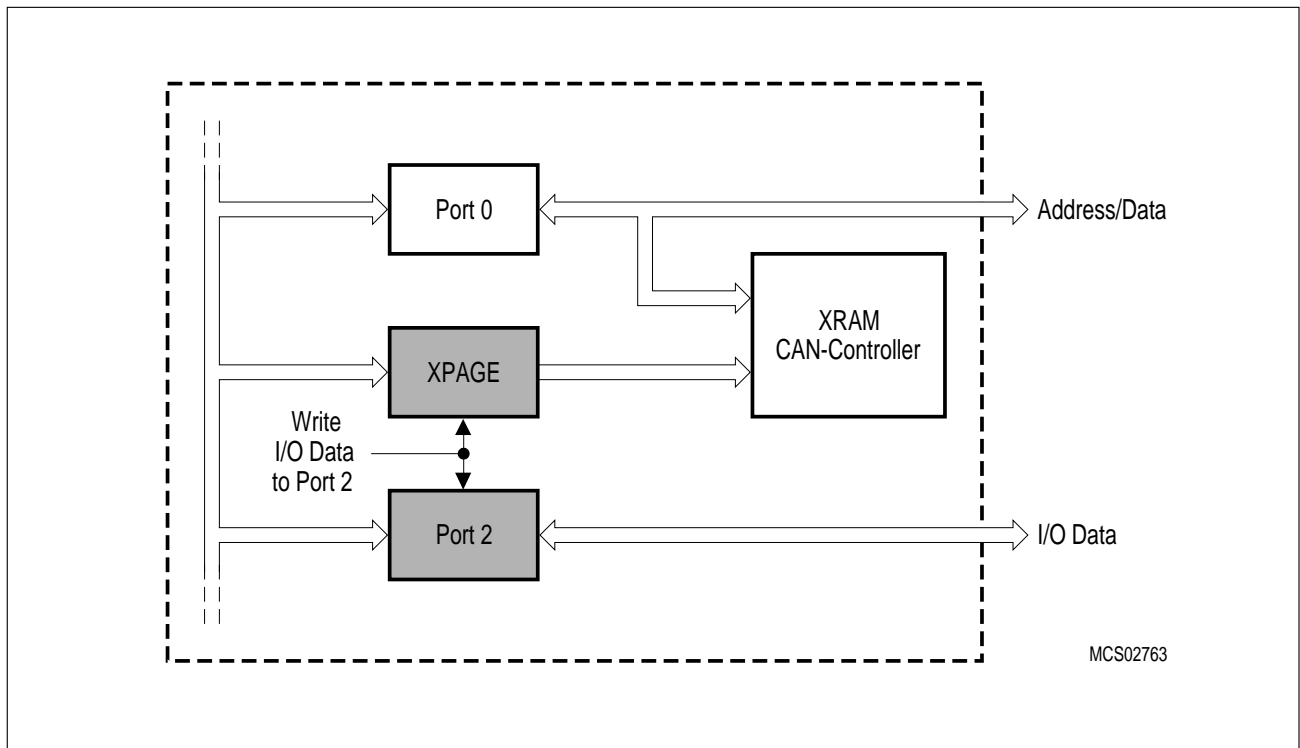 Port 0
Address/Data
XRAM
CAN-Controller
XPAGE
Write
I/O Data
to Port 2
Port 2
I/O Data
MCS02763